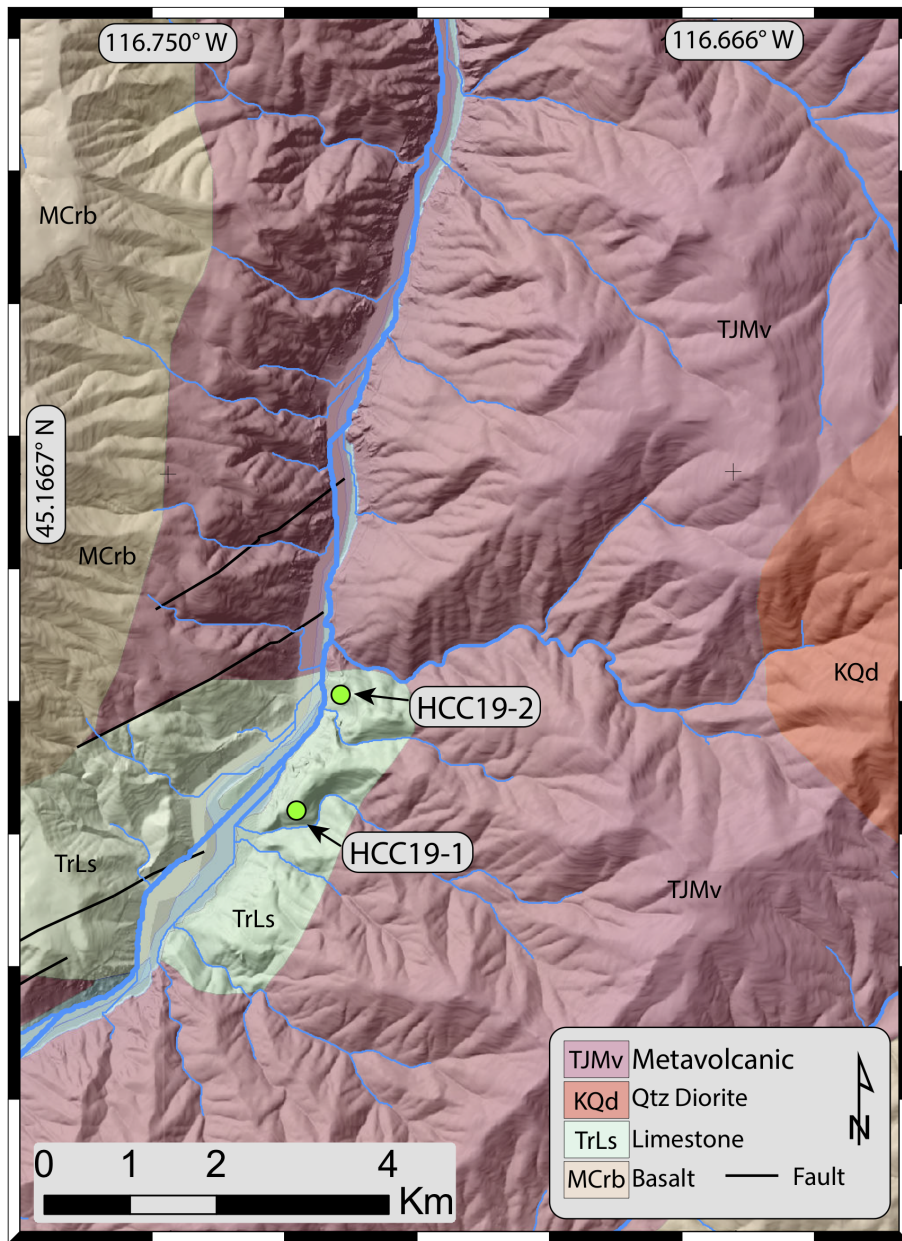 116.750° W
116.666° W
MCrb
TJMv
45.1667° N
MCrb
KQd
HCC19-2
HCC19-1
TrLs
TJMv
TrLs
TJMv Metavolcanic
KQd Qtz Diorite
TrLs Limestone
MCrb Basalt
Fault
N
0 1 2 4
Km